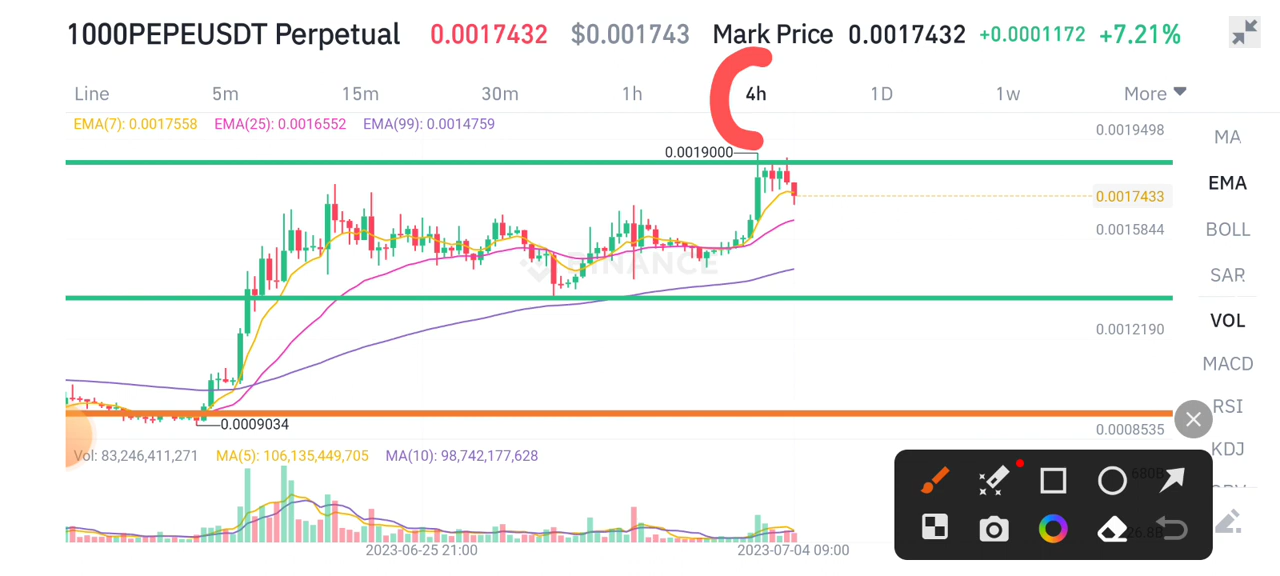 1000PEPEUSDT Perpetual 0.0017432 $0.001743 Mark Price 0.0017432 +0.0001172 +7.21%
Line 5m 15m 30m 1h 4h 1D 1w More
EMA(7): 0.0017558 EMA(25): 0.0016552 EMA(99): 0.0014759
0.0019498
MA
0.0019000
EMA
0.0017433
0.0015844
BOLL
BINANCE
SAR
VOL
0.0012190
MACD
RSI
0.0009034
0.0008535
KDJ
Vol: 83,246,411,271 MA(5): 106,135,449,705 MA(10): 98,742,177,628
680B
26.8B
2023-06-25 21:00 2023-07-04 09:00